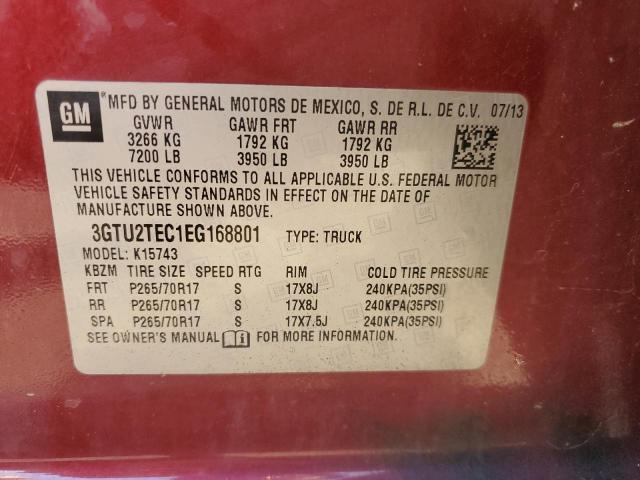 GM MFD BY GENERAL MOTORS DE MEXICO, S. DE R.L. DE C.V. 07/13
GVWR GAWR FRT GAWR RR
3266 KG 1792 KG 1792 KG
7200 LB 3950 LB 3950 LB
THIS VEHICLE CONFORMS TO ALL APPLICABLE U.S. FEDERAL MOTOR
VEHICLE SAFETY STANDARDS IN EFFECT ON THE DATE OF
MANUFACTURE SHOWN ABOVE.
3GTU2TEC1EG168801 TYPE: TRUCK
MODEL: K15743
KBZM TIRE SIZE SPEED RTG RIM COLD TIRE PRESSURE
FRT P265/70R17 S 17X8J 240KPA(35PSI)
RR P265/70R17 S 17X8J 240KPA(35PSI)
SPA P265/70R17 S 17X7.5J 240KPA(35PSI)
SEE OWNER'S MANUAL FOR MORE INFORMATION.